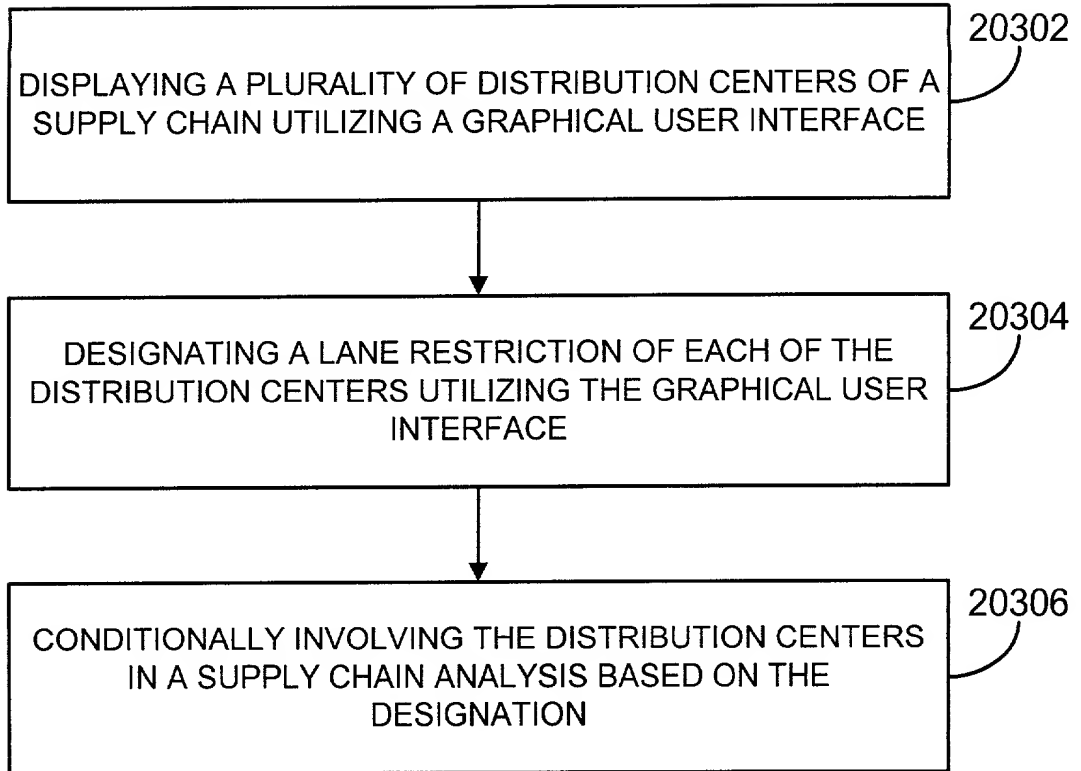 20302
DISPLAYING A PLURALITY OF DISTRIBUTION CENTERS OF A
SUPPLY CHAIN UTILIZING A GRAPHICAL USER INTERFACE
20304
DESIGNATING A LANE RESTRICTION OF EACH OF THE
DISTRIBUTION CENTERS UTILIZING THE GRAPHICAL USER
INTERFACE
20306
CONDITIONALLY INVOLVING THE DISTRIBUTION CENTERS
IN A SUPPLY CHAIN ANALYSIS BASED ON THE
DESIGNATION